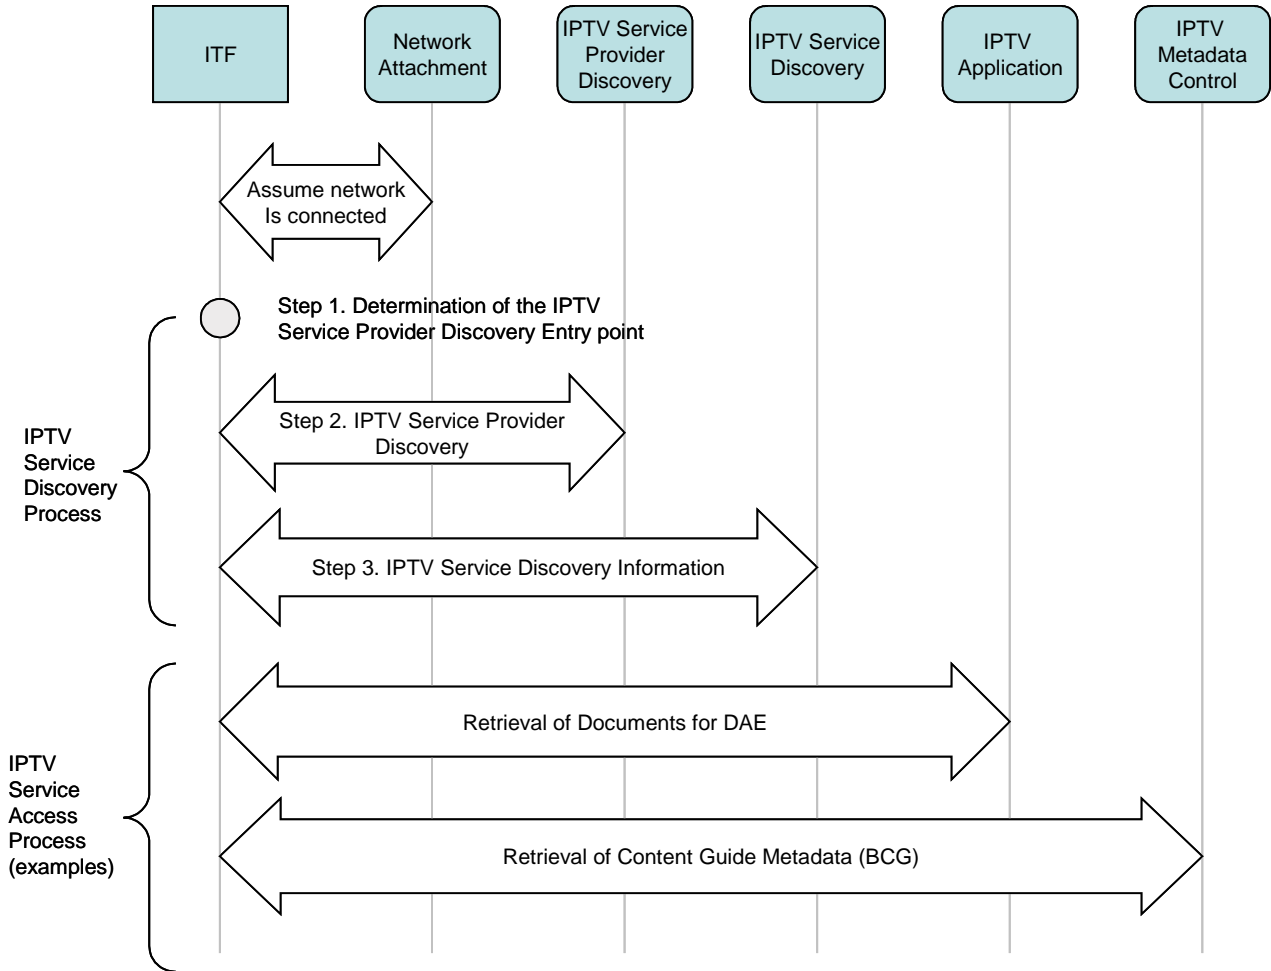 ITF
Network
Attachment
IPTV Service
Provider
Discovery
IPTV Service
Discovery
IPTV
Application
IPTV
Metadada
Control
Assume network
Is connected
Step 1. Determination of the IPTV
Service Provider Discovery Entry point
Step 2. IPTV Service Provider
Discovery
IPTV
Service
Discovery
Process
Step 3. IPTV Service Discovery Information
Retrieval of Documents for DAE
IPTV
Service
Access
Process
(examples)
Retrieval of Content Guide Metadata (BCG)